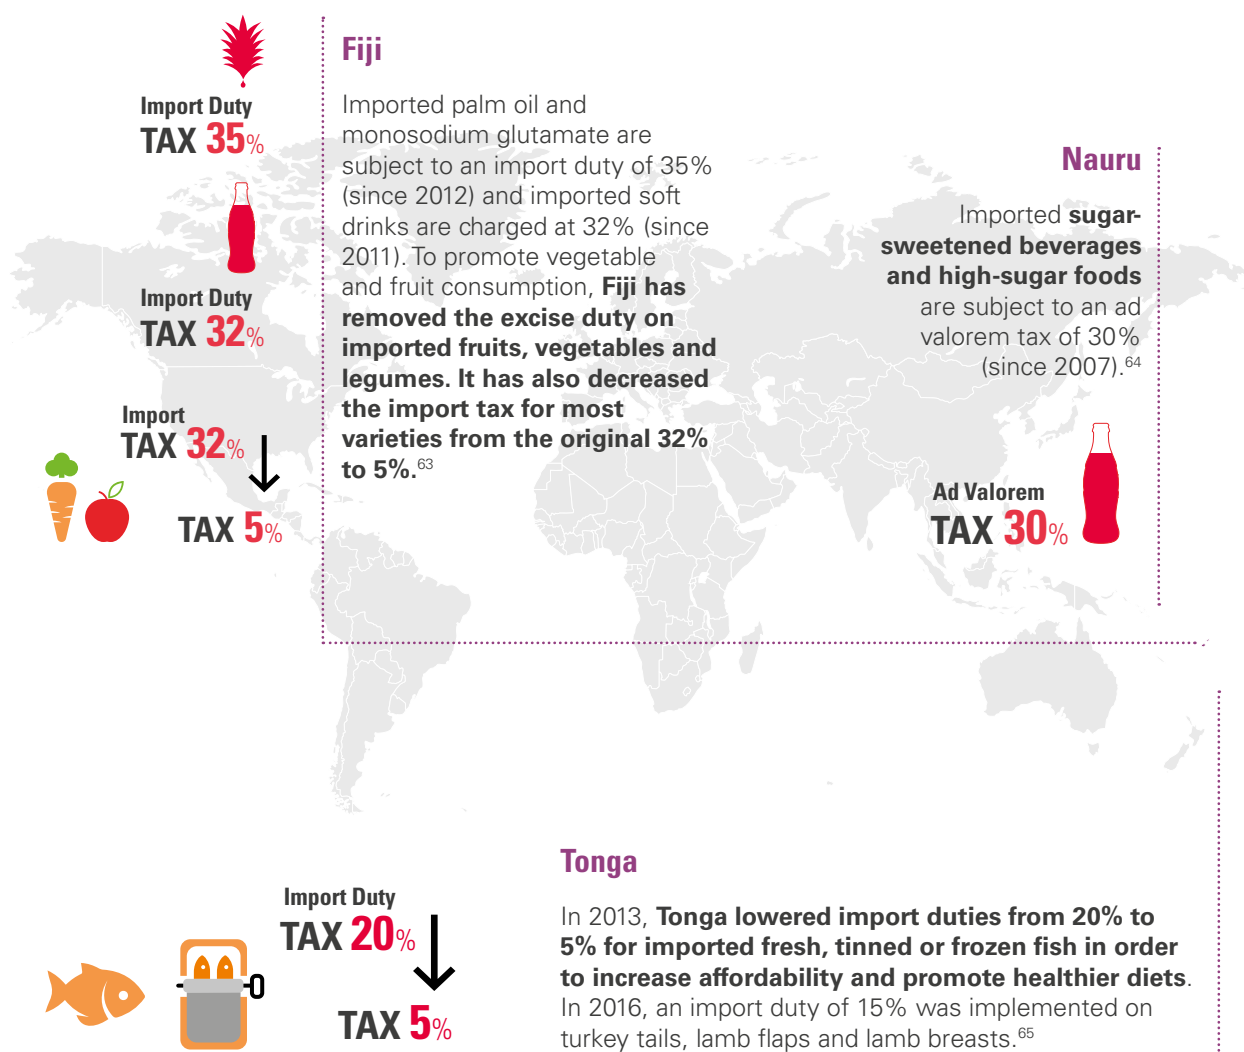 Import Duty
TAX 35%
Import Duty
TAX 32%
Import
TAX 32%
TAX 5%
Fiji
Imported palm oil and
monosodium glutamate are
subject to an import duty of 35%
(since 2012) and imported soft
drinks are charged at 32% (since
2011). To promote vegetable
and fruit consumption, Fiji has
removed the excise duty on
imported fruits, vegetables and
legumes. It has also decreased
the import tax for most
varieties from the original 32%
to 5%.63
Nauru
Imported sugar-
sweetened beverages
and high-sugar foods
are subject to an ad
valorem tax of 30%
(since 2007).64
Ad Valorem
TAX 30%
Import Duty
TAX 20%
TAX 5%
Tonga
In 2013, Tonga lowered import duties from 20% to
5% for imported fresh, tinned or frozen fish in order
to increase affordability and promote healthier diets.
In 2016, an import duty of 15% was implemented on
turkey tails, lamb flaps and lamb breasts.65